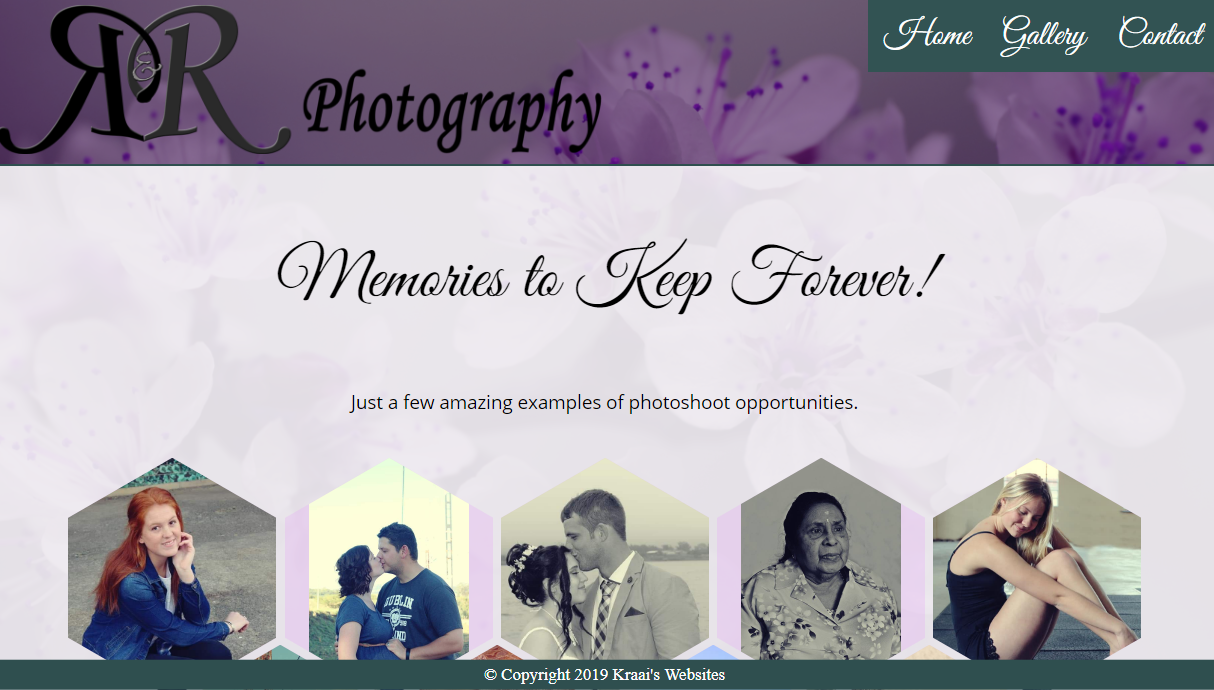 R&R Photography
Home Gallery Contact
Memories to Keep Forever!
Just a few amazing examples of photoshoot opportunities.
DUBLIN
© Copyright 2019 Kraai's Websites